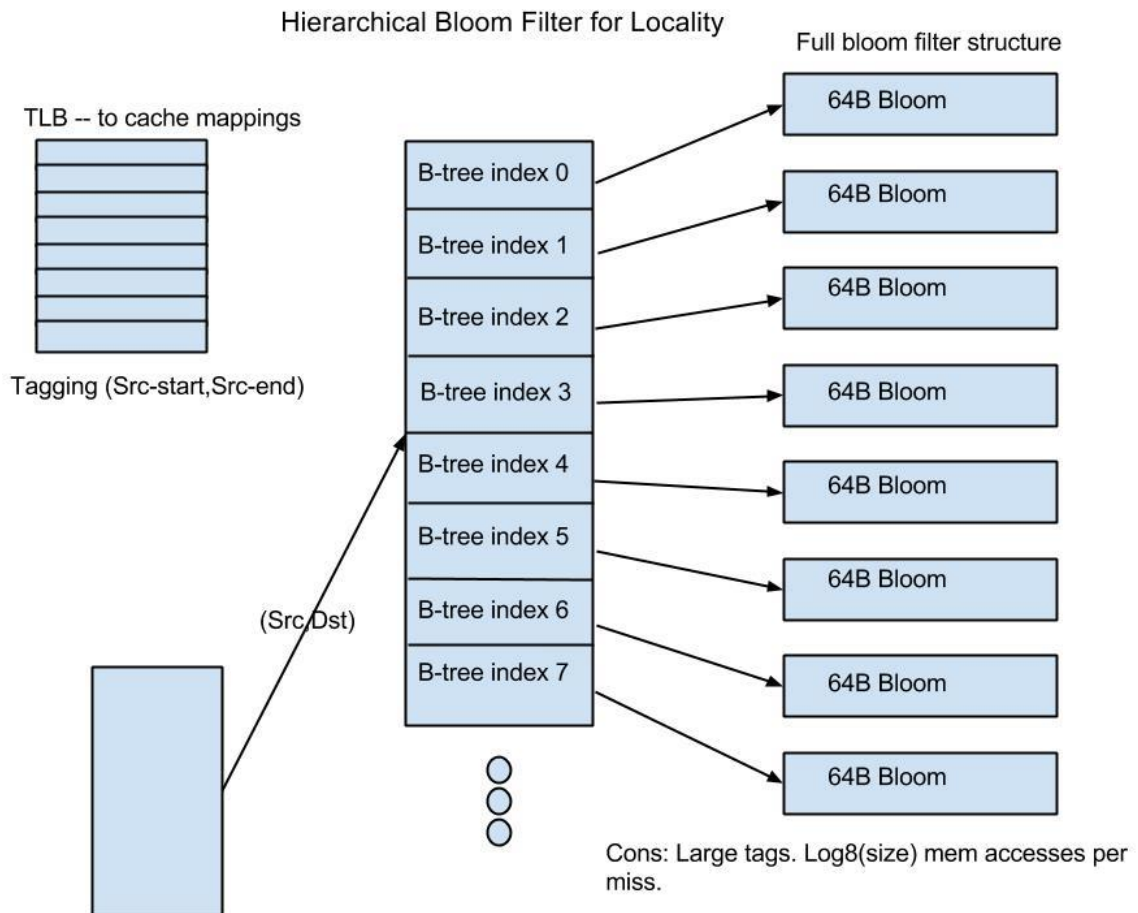 Hierarchical Bloom Filter for Locality
Full bloom filter structure
TLB -- to cache mappings
Tagging (Src-start,Src-end)
(Src,Dst)
B-tree index 0
B-tree index 1
B-tree index 2
B-tree index 3
B-tree index 4
B-tree index 5
B-tree index 6
B-tree index 7
64B Bloom
64B Bloom
64B Bloom
64B Bloom
64B Bloom
64B Bloom
64B Bloom
64B Bloom
Cons: Large tags. Log8(size) mem accesses per
miss.